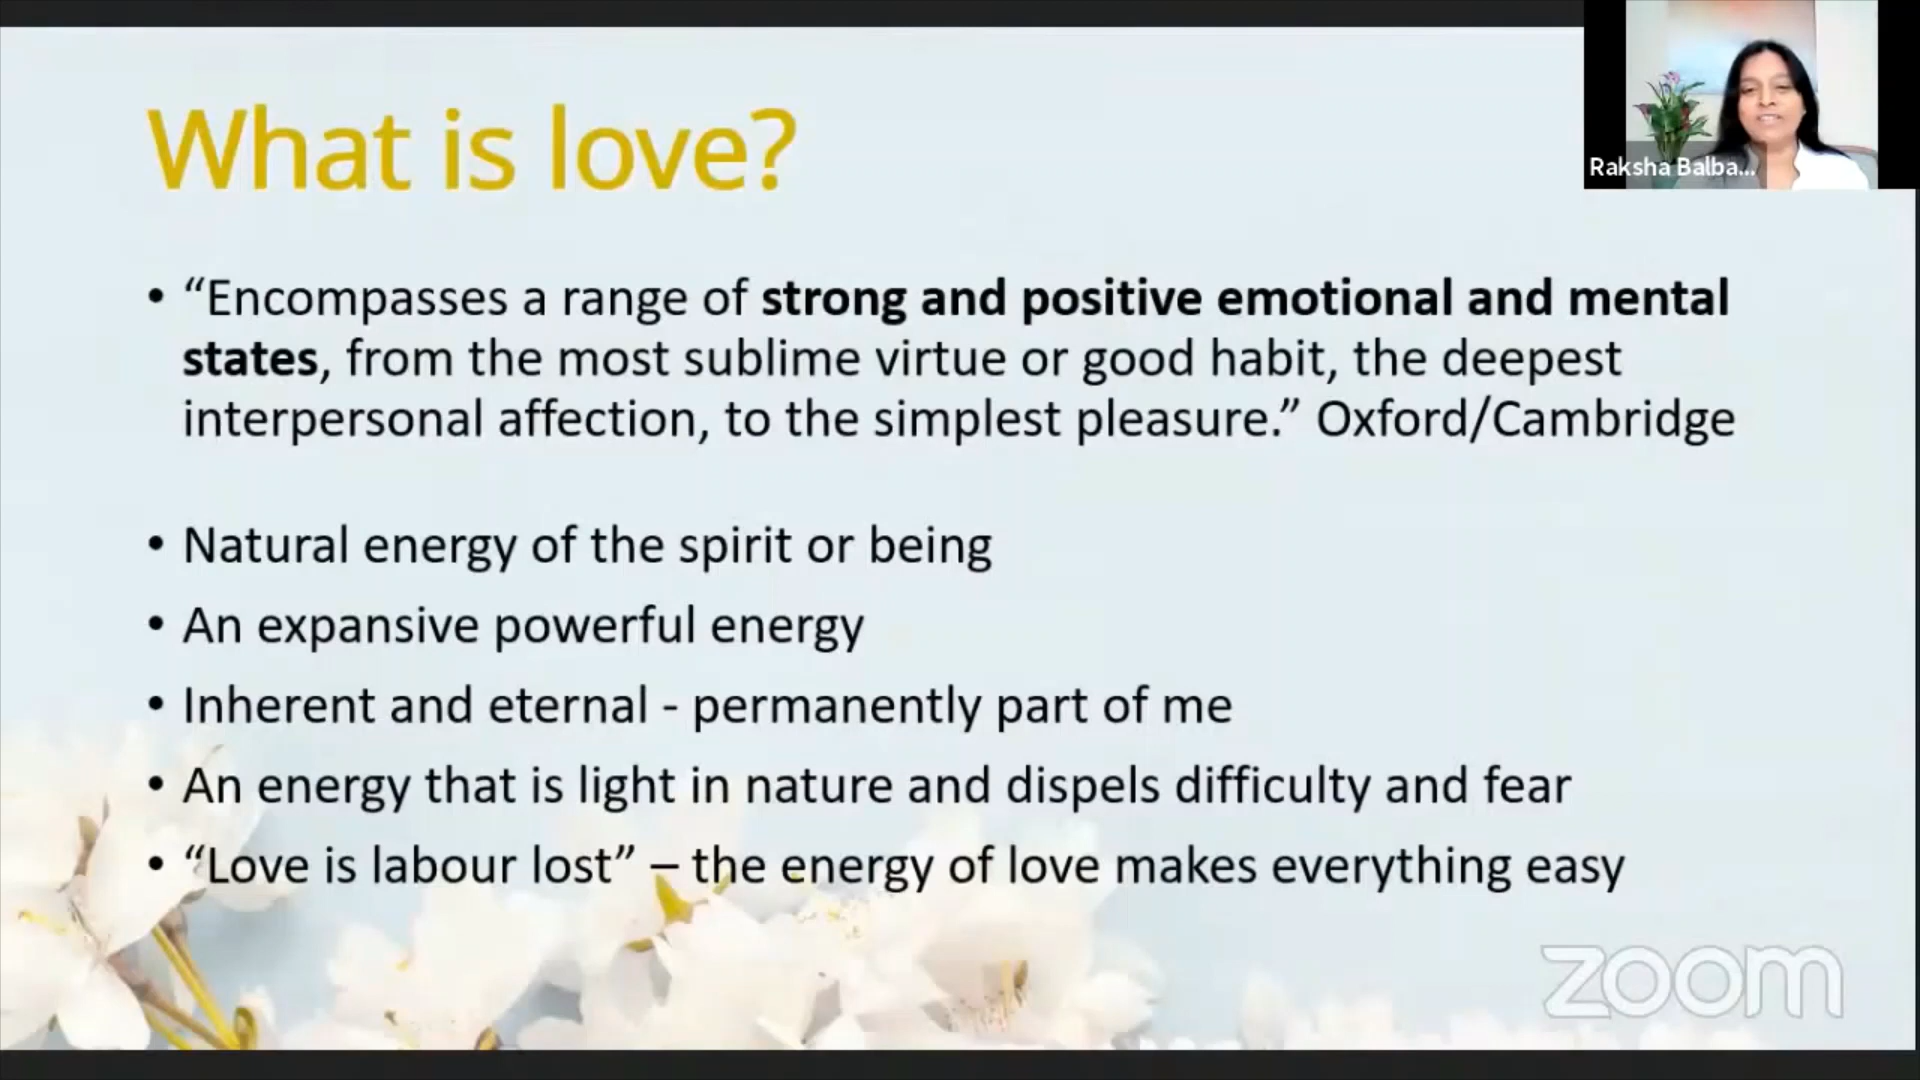 What is love?
Raksha Balba...
• “Encompasses a range of strong and positive emotional and mental
states, from the most sublime virtue or good habit, the deepest
interpersonal affection, to the simplest pleasure.” Oxford/Cambridge
• Natural energy of the spirit or being
• An expansive powerful energy
• Inherent and eternal - permanently part of me
• An energy that is light in nature and dispels difficulty and fear
• “Love is labour lost” – the energy of love makes everything easy
zoom